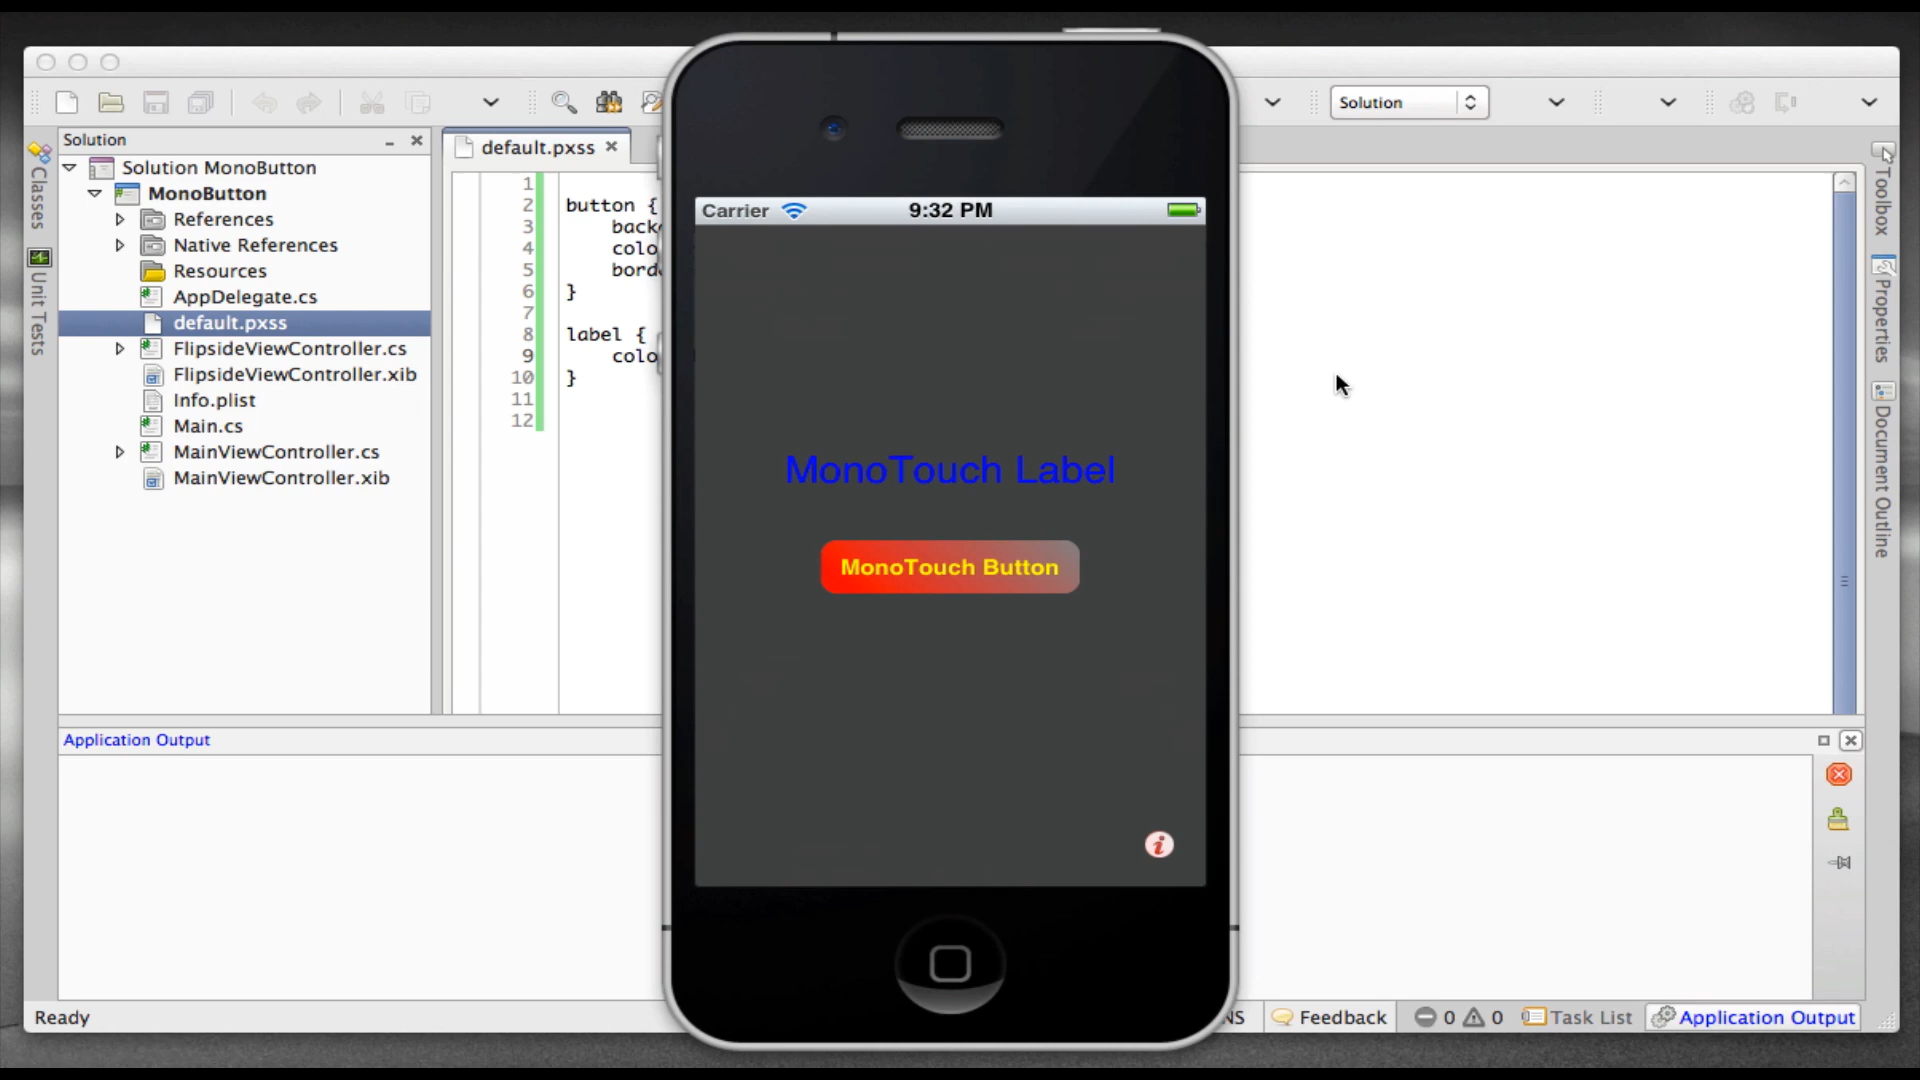 Solution
Solution
Solution MonoButton
MonoButton
References
Native References
Resources
AppDelegate.cs
default.pxss
FlipsideViewController.cs
FlipsideViewController.xib
Info.plist
Main.cs
MainViewController.cs
MainViewController.xib
Classes
Unit Tests
default.pxss
1
2 button {
3
4
5
6 }
7
8 label {
9
10 }
11
12
Carrier 9:32 PM
MonoTouch Label
MonoTouch Button
i
Toolbox
Properties
Document Outline
Application Output
Ready
Feedback
0
0
Task List
Application Output